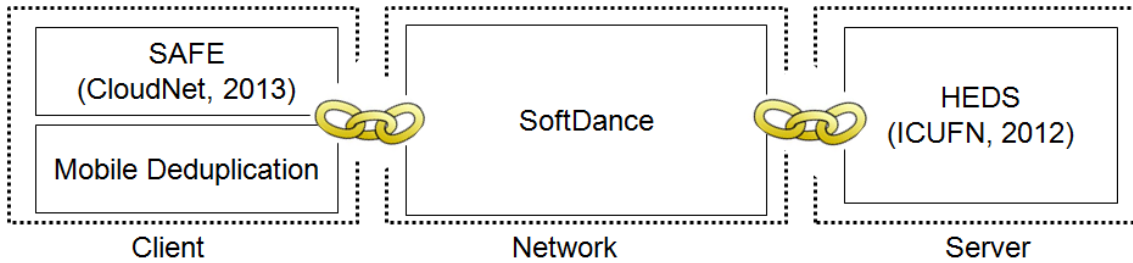 SAFE
(CloudNet, 2013)
Mobile Deduplication
Client
SoftDance
Network
HEDS
(ICUFN, 2012)
Server